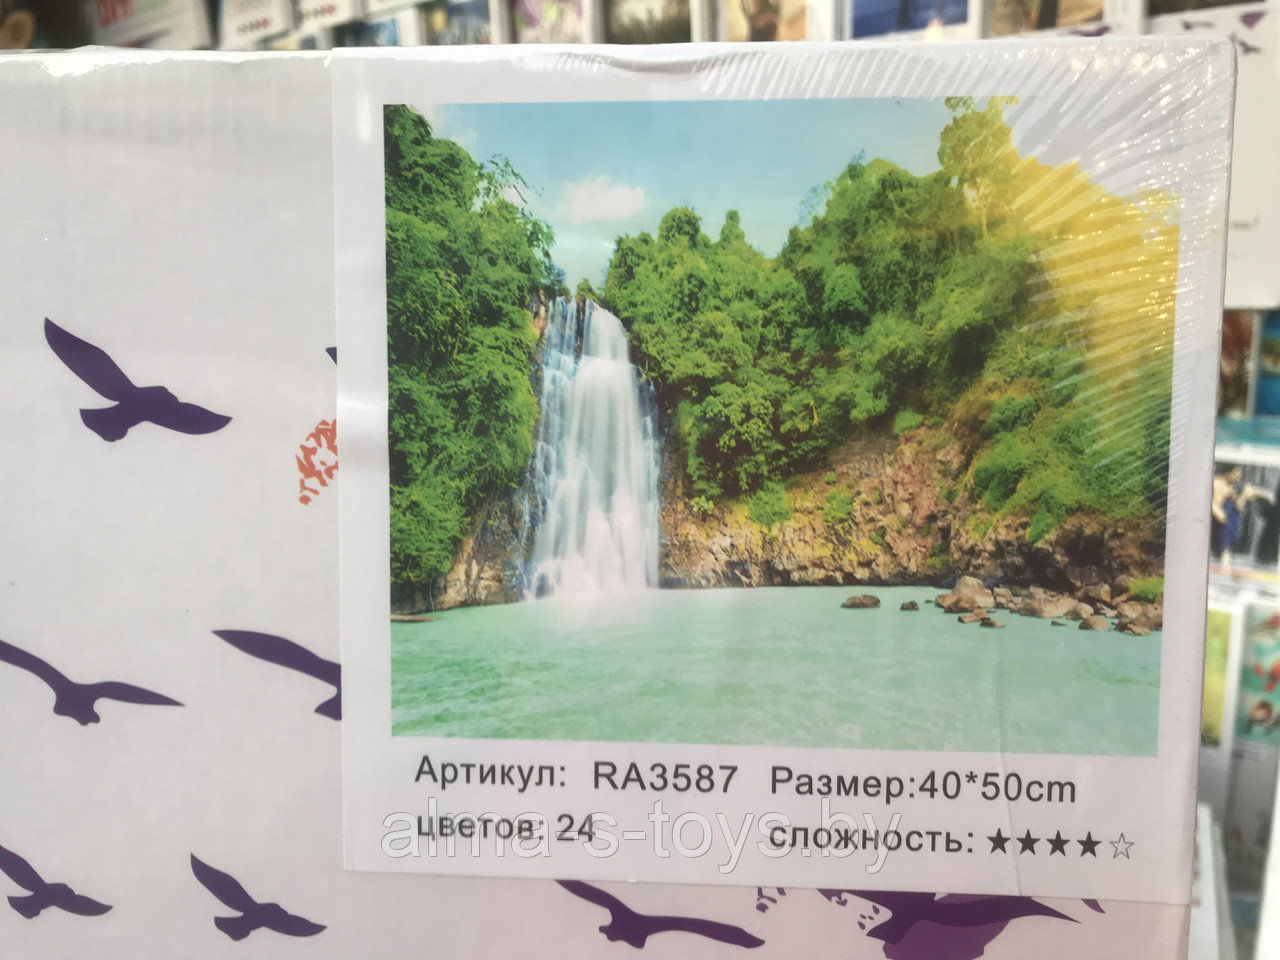 Артикул: RA3587 Размер:40*50cm
цветов: 24 сложность: ★★★★☆
alma-s-toys.by